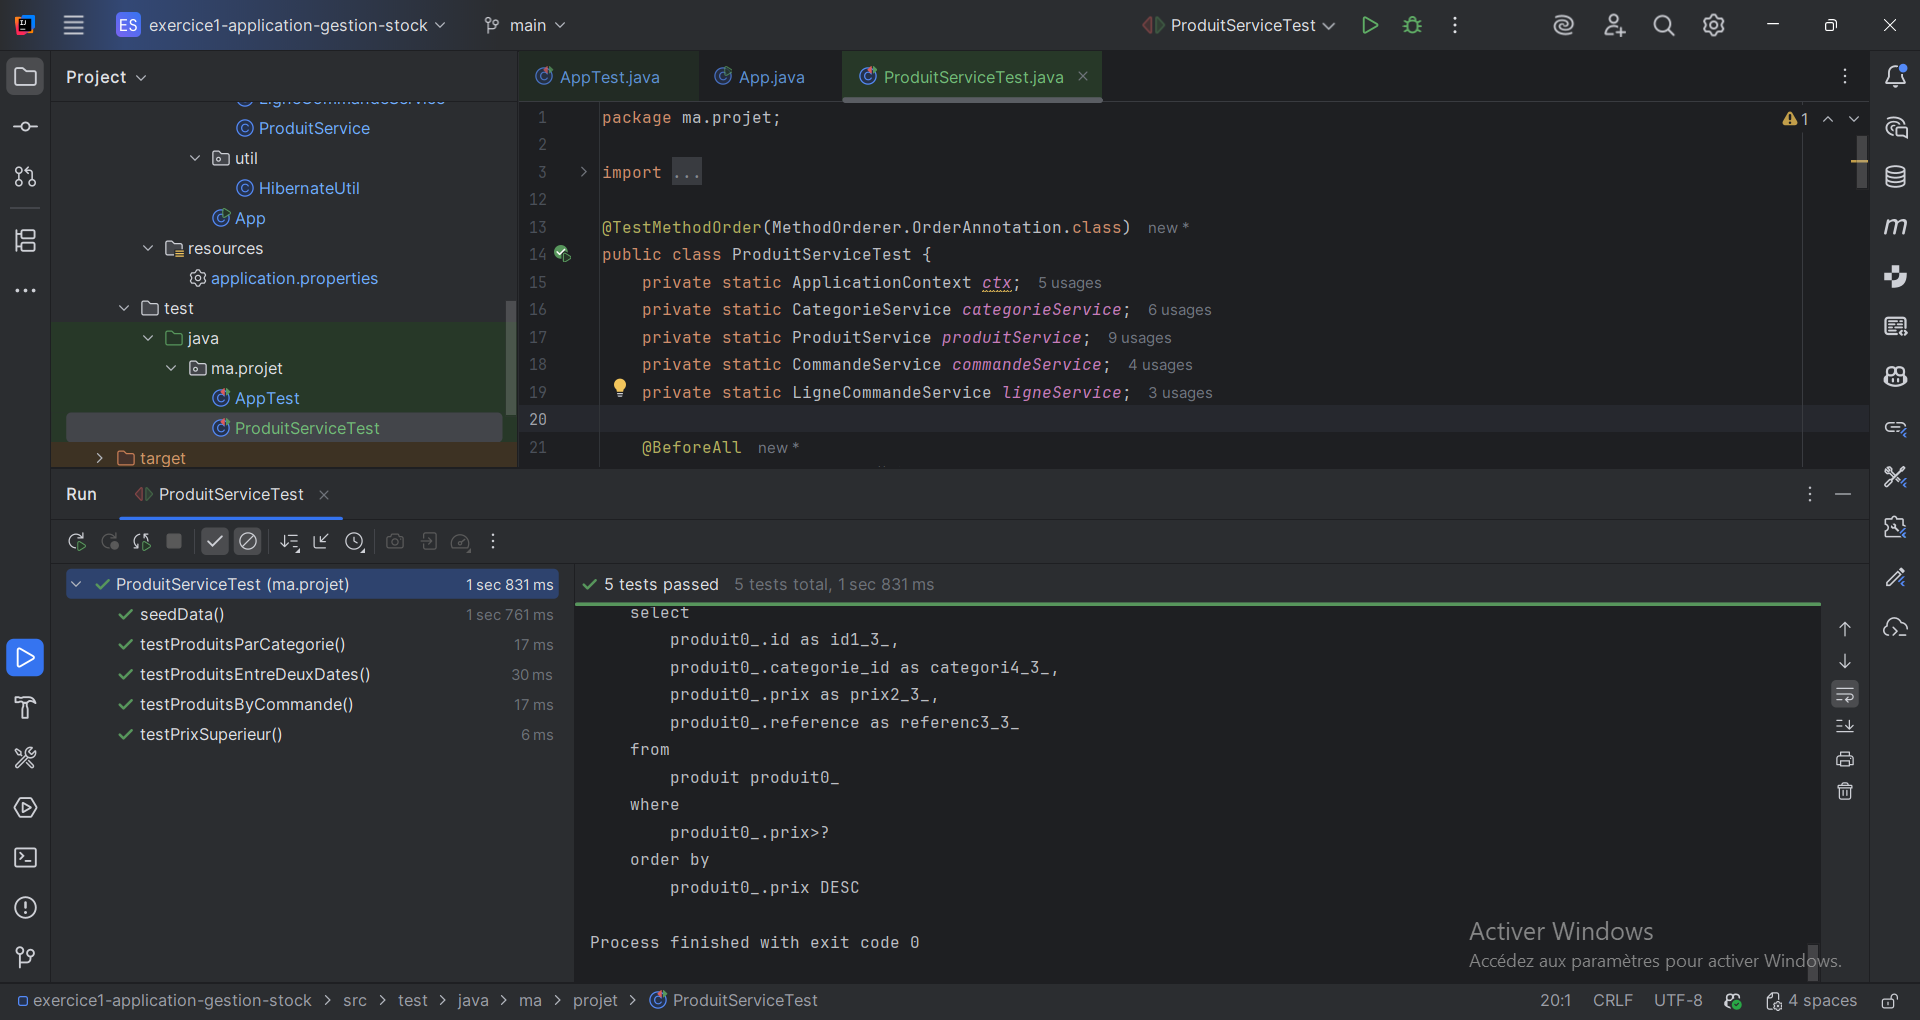 ES exercice1-application-gestion-stock main ProduitServiceTest
Project
ProduitService
util
HibernateUtil
App
resources
application.properties
test
java
ma.projet
AppTest
ProduitServiceTest
target
AppTest.java App.java ProduitServiceTest.java
1 package ma.projet;
2
3 import ...
12
13 @TestMethodOrder(MethodOrderer.OrderAnnotation.class) new *
14 public class ProduitServiceTest {
15 private static ApplicationContext ctx; 5 usages
16 private static CategorieService categorieService; 6 usages
17 private static ProduitService produitService; 9 usages
18 private static CommandeService commandeService; 4 usages
19 private static LigneCommandeService ligneService; 3 usages
20
21 @BeforeAll new *
1
Run ProduitServiceTest
ProduitServiceTest (ma.projet) 1 sec 831 ms
seedData() 1 sec 761 ms
testProduitsParCategorie() 17 ms
testProduitsEntreDeuxDates() 30 ms
testProduitsByCommande() 17 ms
testPrixSuperieur() 6 ms
5 tests passed 5 tests total, 1 sec 831 ms
select
produit0_.id as id1_3_,
produit0_.categorie_id as categori4_3_,
produit0_.prix as prix2_3_,
produit0_.reference as referenc3_3_
from
produit produit0_
where
produit0_.prix>?
order by
produit0_.prix DESC
Process finished with exit code 0
Activer Windows
Accédez aux paramètres pour activer Windows.
exercice1-application-gestion-stock > src > test > java > ma > projet > ProduitServiceTest
20:1 CRLF UTF-8 4 spaces